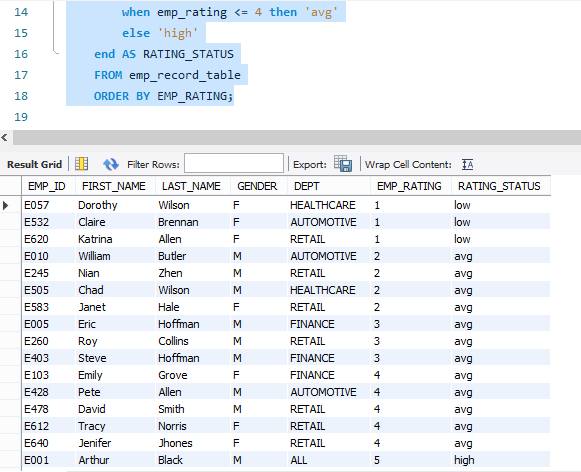 14 when emp_rating <= 4 then 'avg'
15 else 'high'
16 end AS RATING_STATUS
17 FROM emp_record_table
18 ORDER BY EMP_RATING;
19
Result Grid Filter Rows: Export: Wrap Cell Content: IA
EMP_ID FIRST_NAME LAST_NAME GENDER DEPT EMP_RATING RATING_STATUS
E057 Dorothy Wilson F HEALTHCARE 1 low
E532 Claire Brennan F AUTOMOTIVE 1 low
E620 Katrina Allen F RETAIL 1 low
E010 William Butler M AUTOMOTIVE 2 avg
E245 Nian Zhen M RETAIL 2 avg
E505 Chad Wilson M HEALTHCARE 2 avg
E583 Janet Hale F RETAIL 2 avg
E005 Eric Hoffman M FINANCE 3 avg
E260 Roy Collins M RETAIL 3 avg
E403 Steve Hoffman M FINANCE 3 avg
E103 Emily Grove F FINANCE 4 avg
E428 Pete Allen M AUTOMOTIVE 4 avg
E478 David Smith M RETAIL 4 avg
E612 Tracy Norris F RETAIL 4 avg
E640 Jenifer Jhones F RETAIL 4 avg
E001 Arthur Black M ALL 5 high